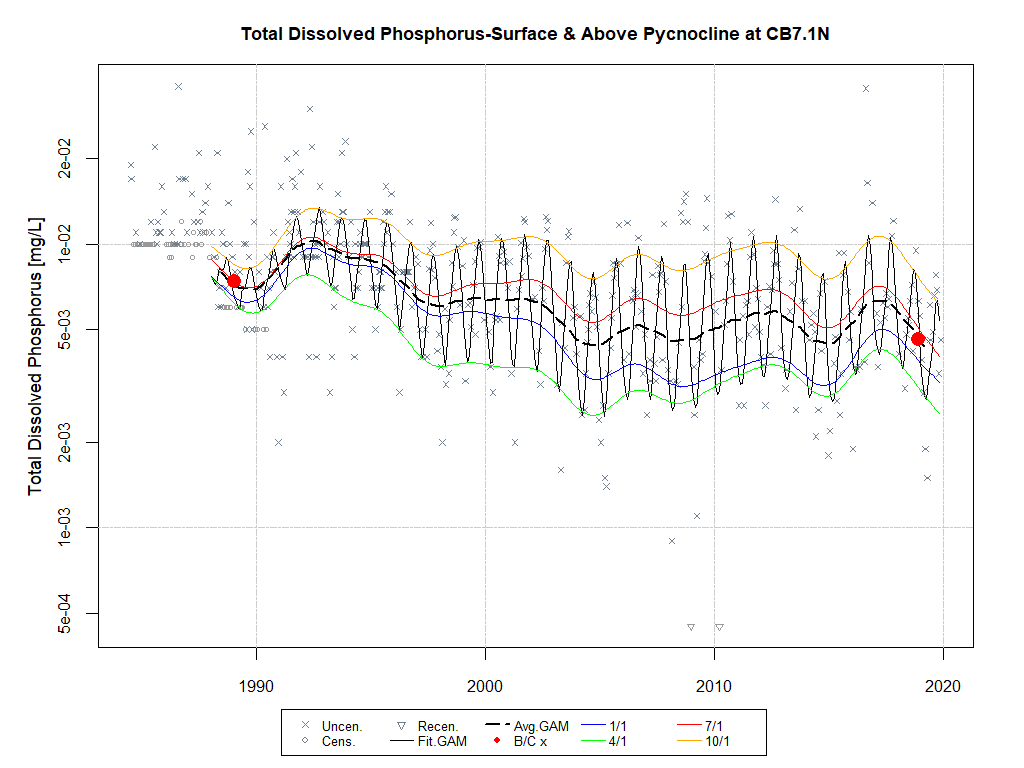 Total Dissolved Phosphorus-Surface & Above Pycnocline at CB7.1N
Total Dissolved Phosphorus [mg/L]
2e-02
1e-02
5e-03
2e-03
1e-03
5e-04
1990 2000 2010 2020
Uncen. Recen. Avg.GAM 1/1 7/1
Cens. Fit.GAM B/C x 4/1 10/1